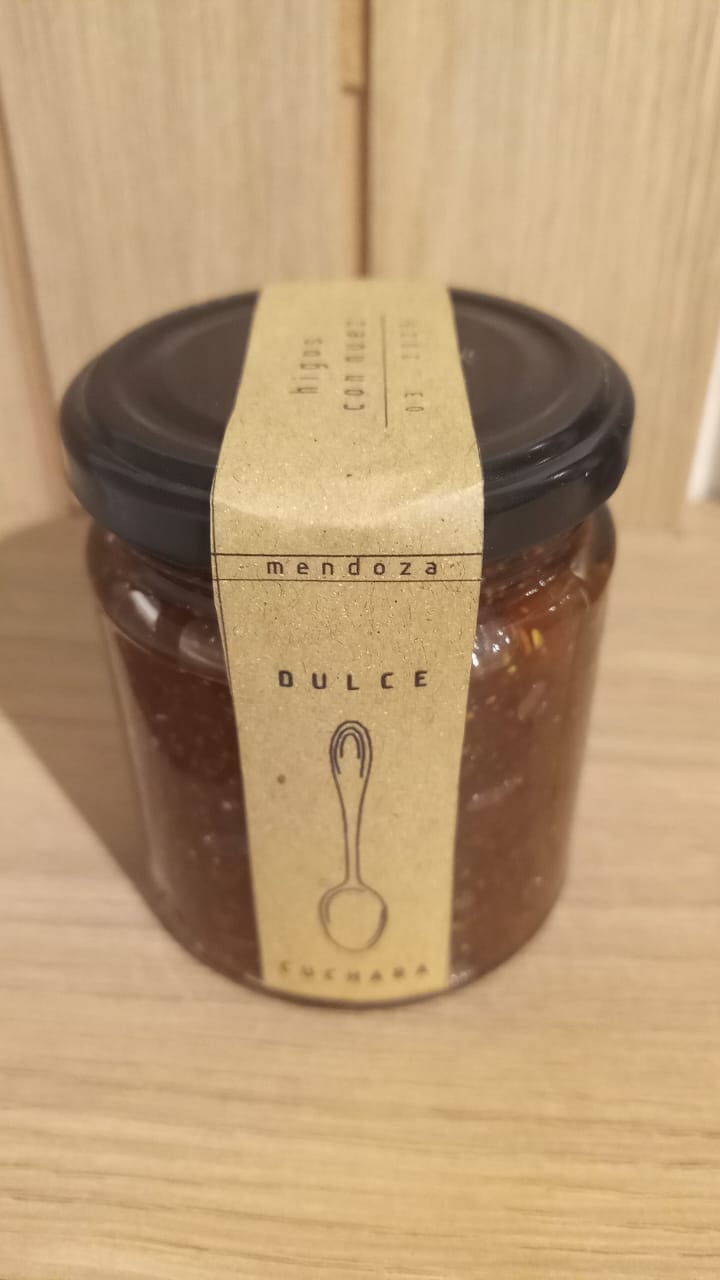 higos
con nuez
mendoza
DULCE
CUCHARA